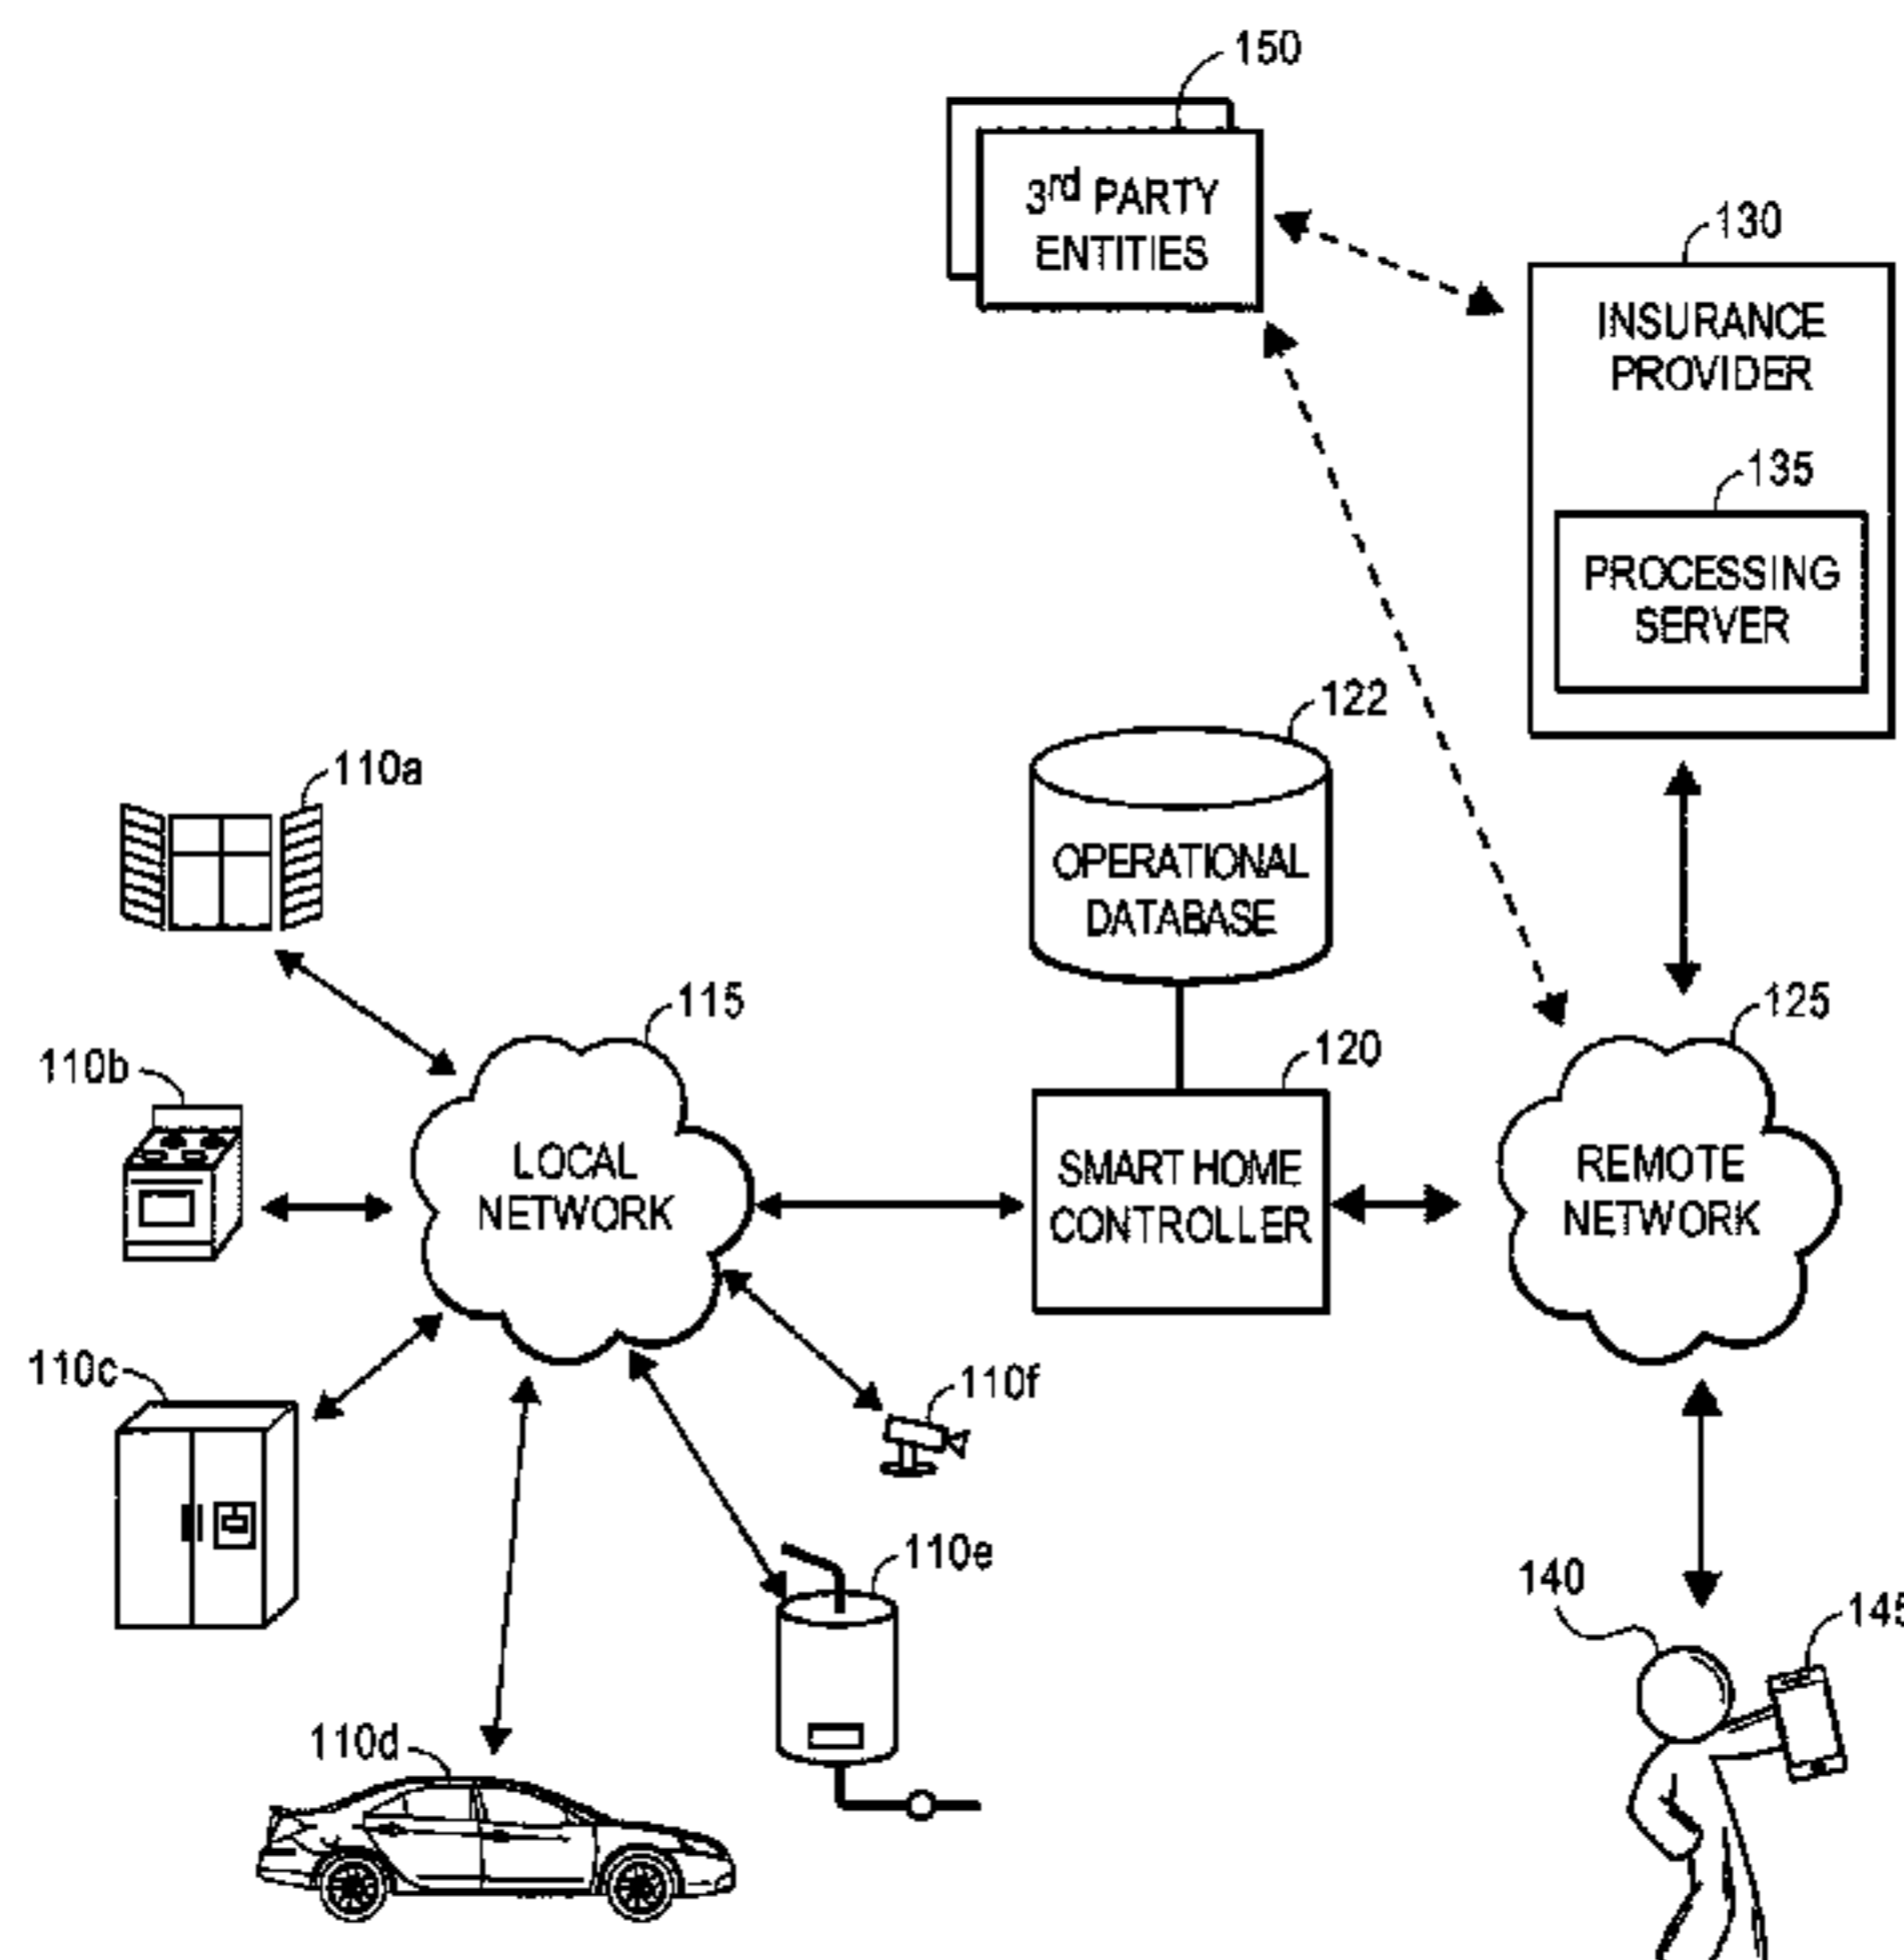 150
3rd PARTY
ENTITIES
130
INSURANCE
PROVIDER
135
PROCESSING
SERVER
122
OPERATIONAL
DATABASE
110a
115
125
110b
120
LOCAL
NETWORK
SMART HOME
CONTROLLER
REMOTE
NETWORK
110c
110f
110e
140
145
110d